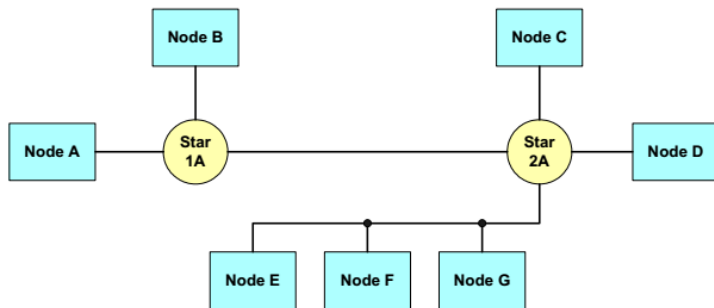 Node B
Node C
Node A
Star
1A
Star
2A
Node D
Node E
Node F
Node G